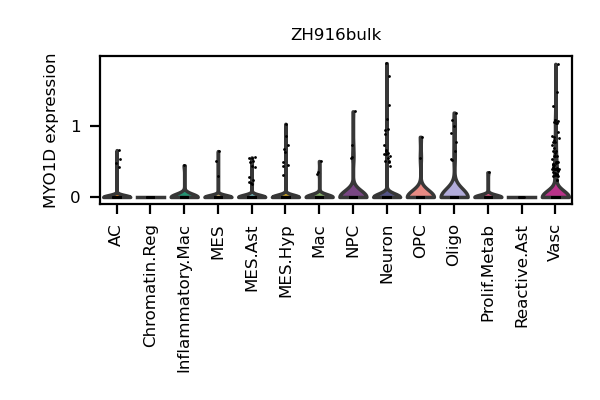 ZH916bulk
MYO1D expression
1
0
AC
Chromatin.Reg
Inflammatory.Mac
MES
MES.Ast
MES.Hyp
Mac
NPC
Neuron
OPC
Oligo
Prolif.Metab
Reactive.Ast
Vasc